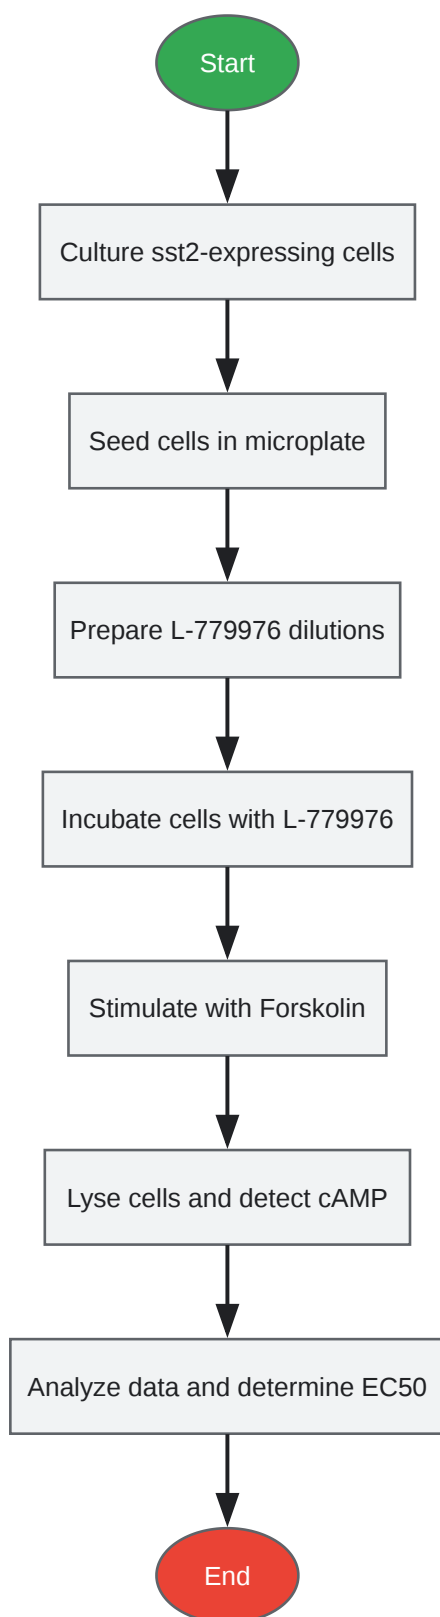 Start
Culture sst2-expressing cells
Seed cells in microplate
Prepare L-779976 dilutions
Incubate cells with L-779976
Stimulate with Forskolin
Lyse cells and detect cAMP
Analyze data and determine EC50
End